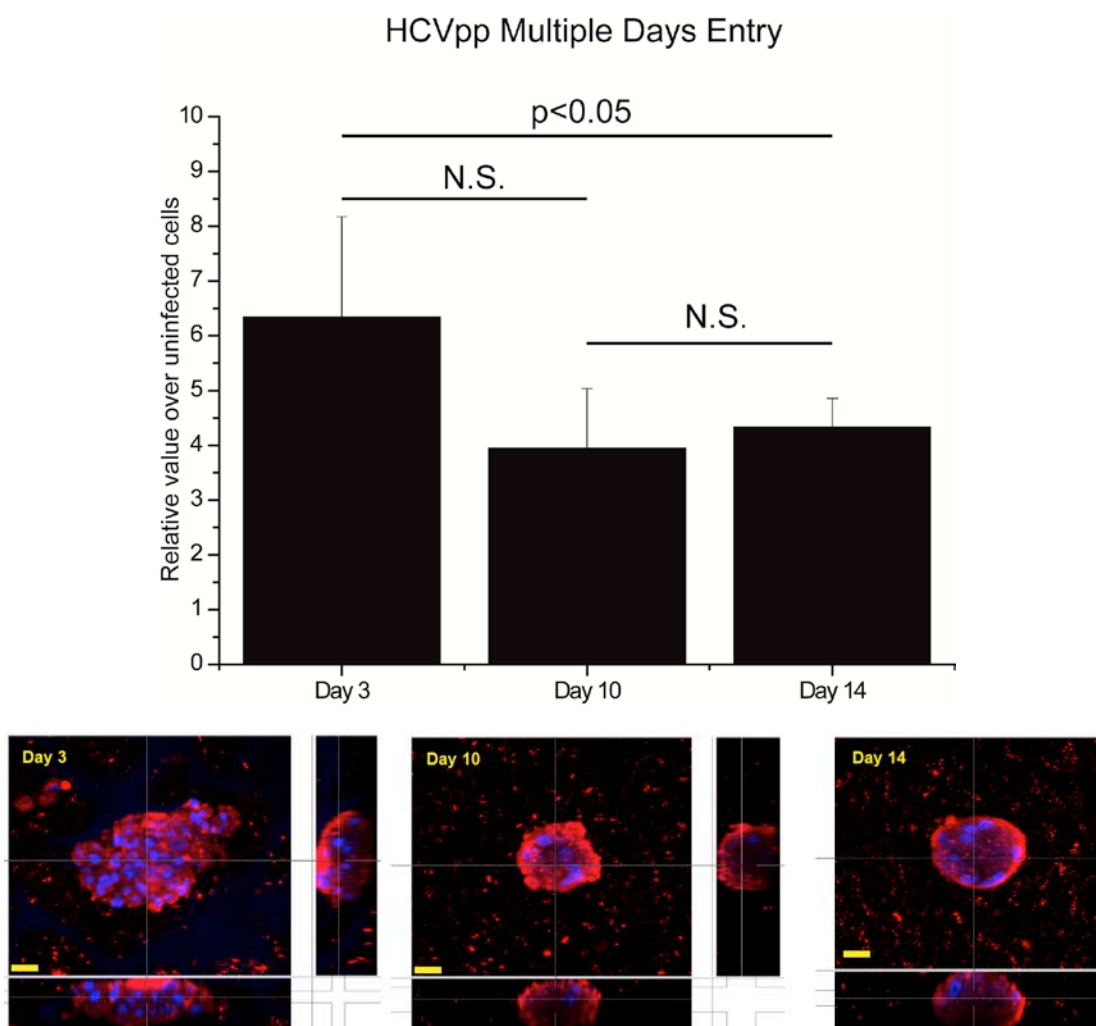 HCVpp Multiple Days Entry
Relative value over uninfected cells
10
9
8
7
6
5
4
3
2
1
0
p<0.05
N.S.
N.S.
Day 3
Day 10
Day 14
Day 3
Day 10
Day 14